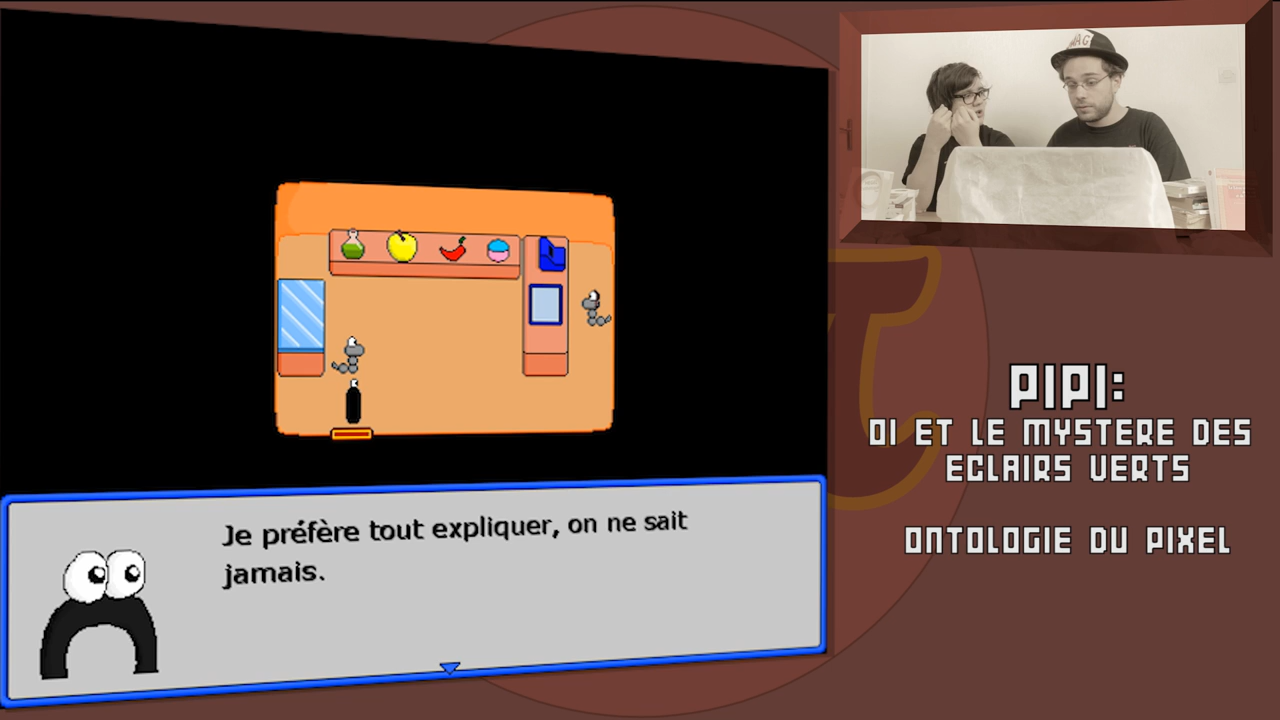 MAG
Je préfère tout expliquer, on ne sait
jamais.
PIPI:
OI ET LE MYSTERE DES
ECLAIRS VERTS
ONTOLOGIE DU PIXEL